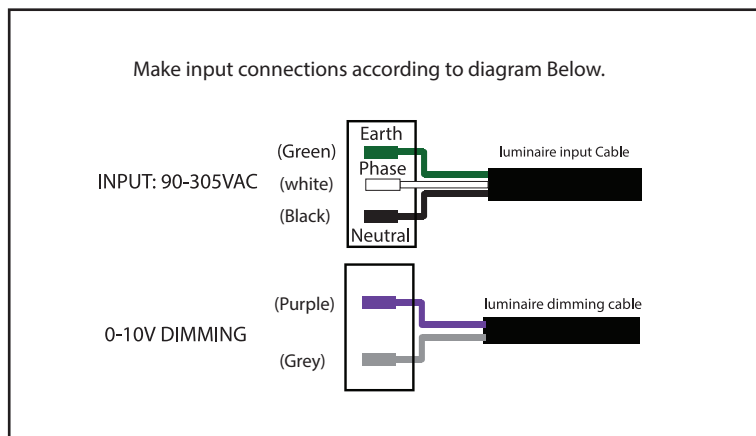 Make input connections according to diagram Below.
Earth
(Green)
luminaire input Cable
Phase
INPUT: 90-305VAC
(white)
(Black)
Neutral
(Purple)
luminaire dimming cable
0-10V DIMMING
(Grey)